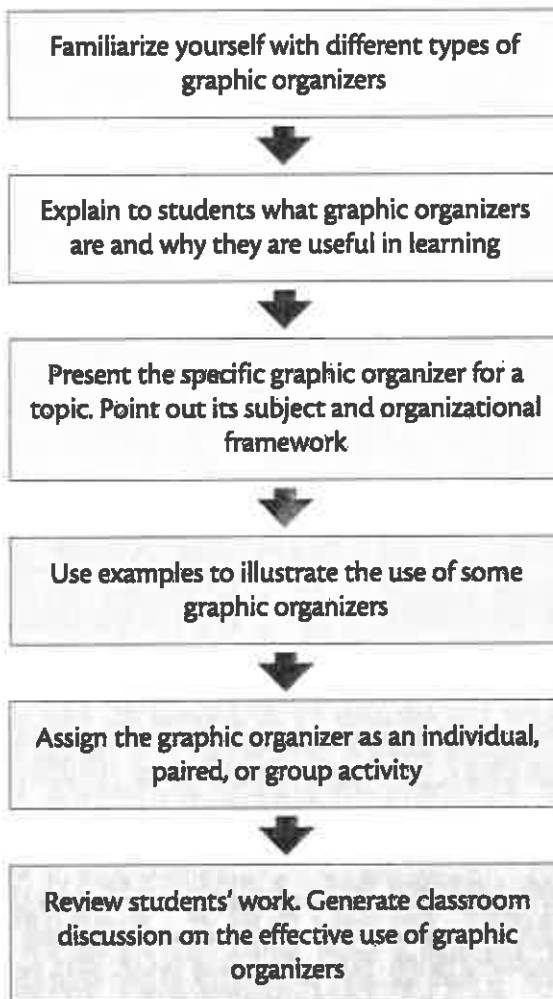 Familiarize yourself with different types of
graphic organizers
Explain to students what graphic organizers
are and why they are useful in learning
Present the specific graphic organizer for a
topic. Point out its subject and organizational
framework
Use examples to illustrate the use of some
graphic organizers
Assign the graphic organizer as an individual,
paired, or group activity
Review students' work. Generate classroom
discussion on the effective use of graphic
organizers